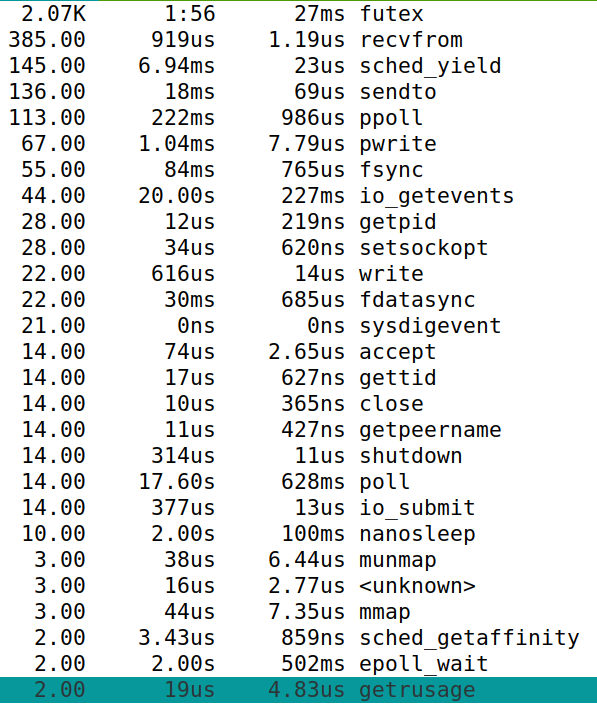 2.07K 1:56 27ms futex
385.00 919us 1.19us recvfrom
145.00 6.94ms 23us sched_yield
136.00 18ms 69us sendto
113.00 222ms 986us ppoll
67.00 1.04ms 7.79us pwrite
55.00 84ms 765us fsync
44.00 20.00s 227ms io_getevents
28.00 12us 219ns getpid
28.00 34us 620ns setsockopt
22.00 616us 14us write
22.00 30ms 685us fdatasync
21.00 0ns 0ns sysdigevent
14.00 74us 2.65us accept
14.00 17us 627ns gettid
14.00 10us 365ns close
14.00 11us 427ns getpeername
14.00 314us 11us shutdown
14.00 17.60s 628ms poll
14.00 377us 13us io_submit
10.00 2.00s 100ms nanosleep
3.00 38us 6.44us munmap
3.00 16us 2.77us <unknown>
3.00 44us 7.35us mmap
2.00 3.43us 859ns sched_getaffinity
2.00 2.00s 502ms epoll_wait
2.00 19us 4.83us getrusage